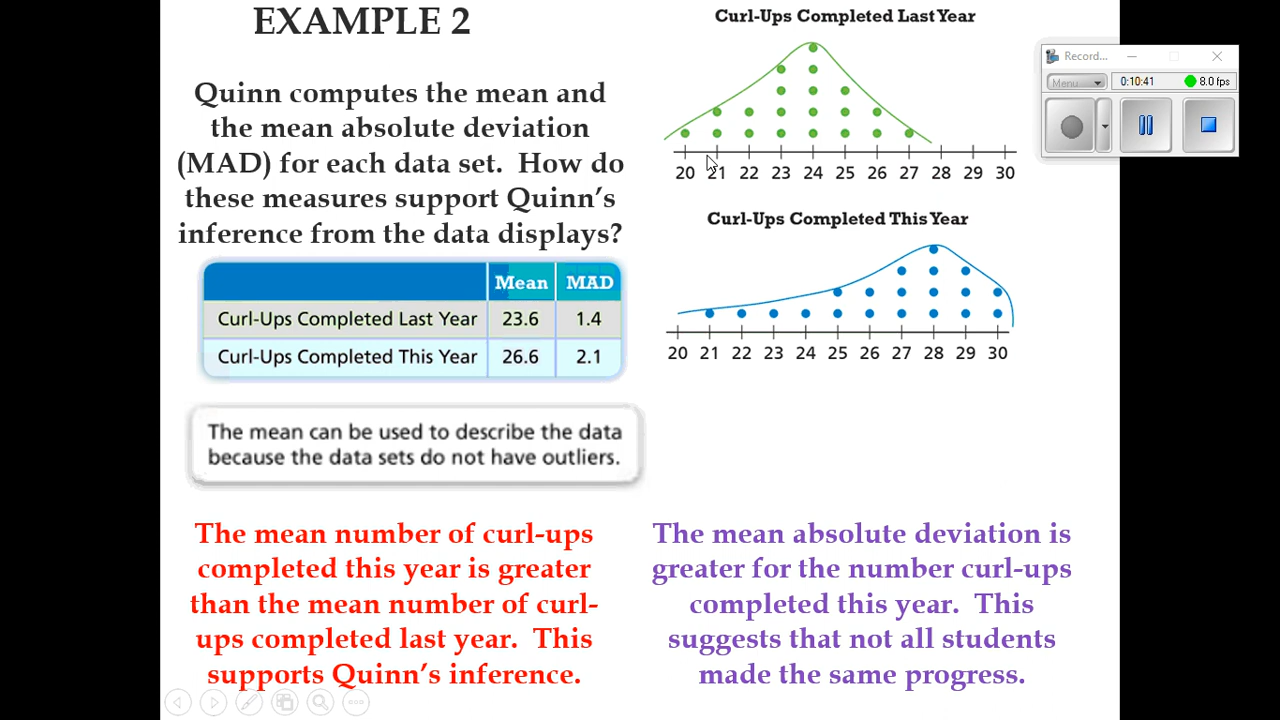 EXAMPLE 2
Quinn computes the mean and
the mean absolute deviation
(MAD) for each data set. How do
these measures support Quinn's
inference from the data displays?
Mean MAD
Curl-Ups Completed Last Year 23.6 1.4
Curl-Ups Completed This Year 26.6 2.1
The mean can be used to describe the data
because the data sets do not have outliers.
The mean number of curl-
ups
completed this year is greater
than the mean number of curl-
ups completed last year. This
supports Quinn's inference.
Curl-Ups Completed Last Year
20 21 22 23 24 25 26 27 28 29 30
Curl-Ups Completed This Year
20 21 22 23 24 25 26 27 28 29 30
The mean absolute deviation is
greater for the number curl-ups
completed this year. This
suggests that not all students
made the same progress.
Record...
Menu 0:10:41 8.0 fps